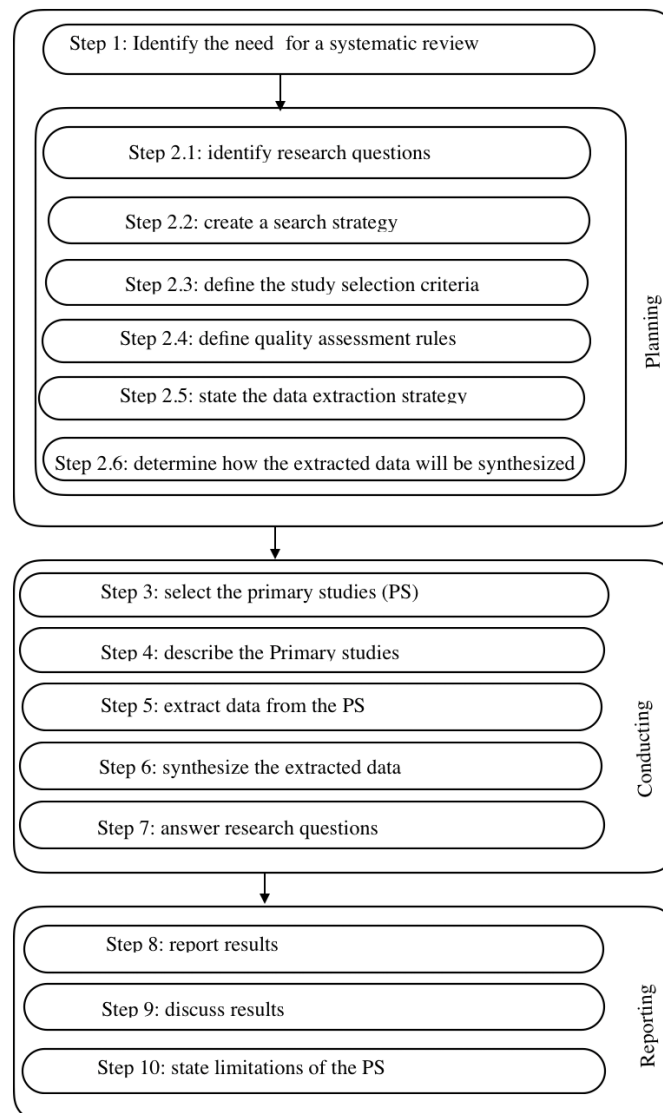 Step 1: Identify the need for a systematic review
Step 2.1: identify research questions
Step 2.2: create a search strategy
Step 2.3: define the study selection criteria
Step 2.4: define quality assessment rules
Step 2.5: state the data extraction strategy
Step 2.6: determine how the extracted data will be synthesized
Planning
Step 3: select the primary studies (PS)
Step 4: describe the Primary studies
Step 5: extract data from the PS
Step 6: synthesize the extracted data
Step 7: answer research questions
Conducting
Step 8: report results
Step 9: discuss results
Step 10: state limitations of the PS
Reporting